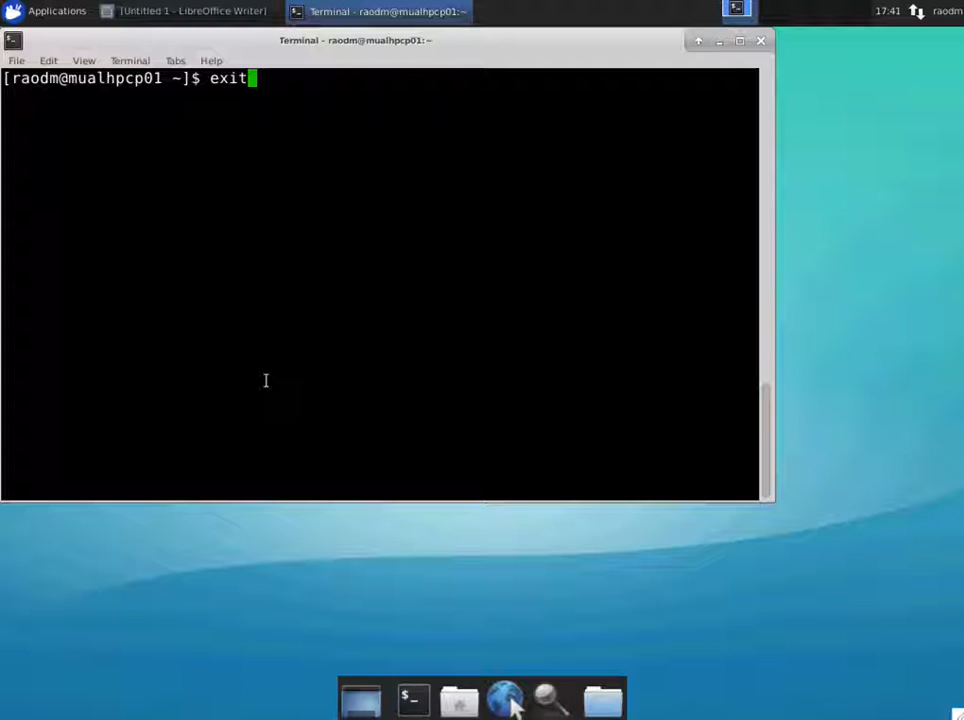 Applications
[Untitled 1 - LibreOffice Writer]
Terminal - raodm@mualhpcp01:~
17:41
raodm
Terminal - raodm@mualhpcp01:~
File Edit View Terminal Tabs Help
[raodm@mualhpcp01 ~]$ exit